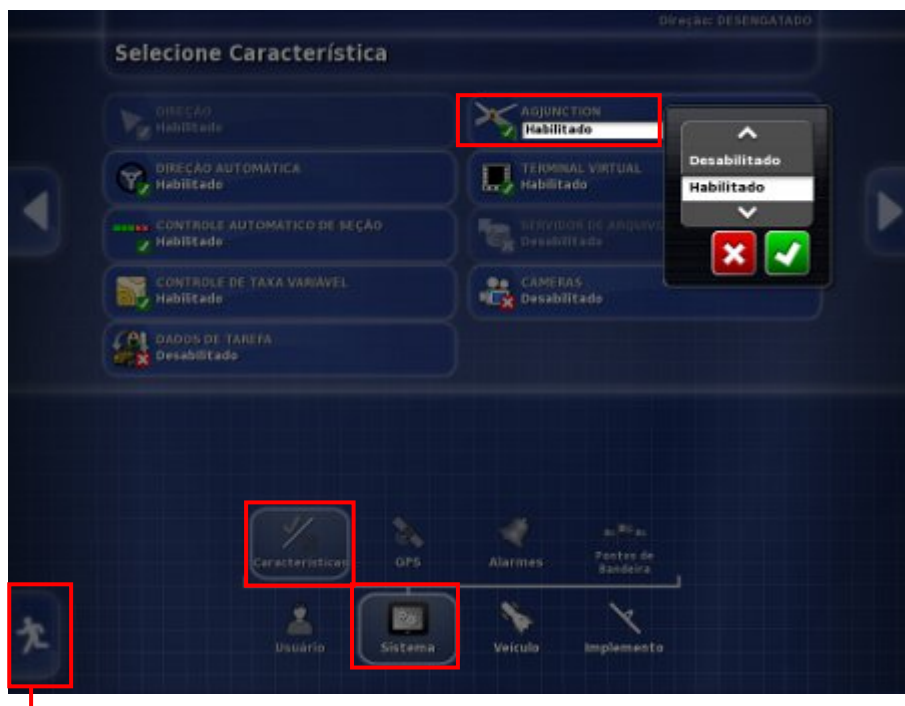 Direção: DESENGATADO
Selecione Característica
DIREÇÃO
Habilitado
AGJUNCTION
Habilitado
Desabilitado
Habilitado
DIREÇÃO AUTOMÁTICA
Habilitado
TERMINAL VIRTUAL
Habilitado
CONTROLE AUTOMÁTICO DE SEÇÃO
Habilitado
SERVIDOR DE ARQUIVO
Desabilitado
CONTROLE DE TAXA VARIÁVEL
Habilitado
CAMERAS
Desabilitado
DADOS DE TAREFA
Desabilitado
Características
GPS
Alarmes
Pontos de
Bandeira
Usuário
Sistema
Veículo
Implemento